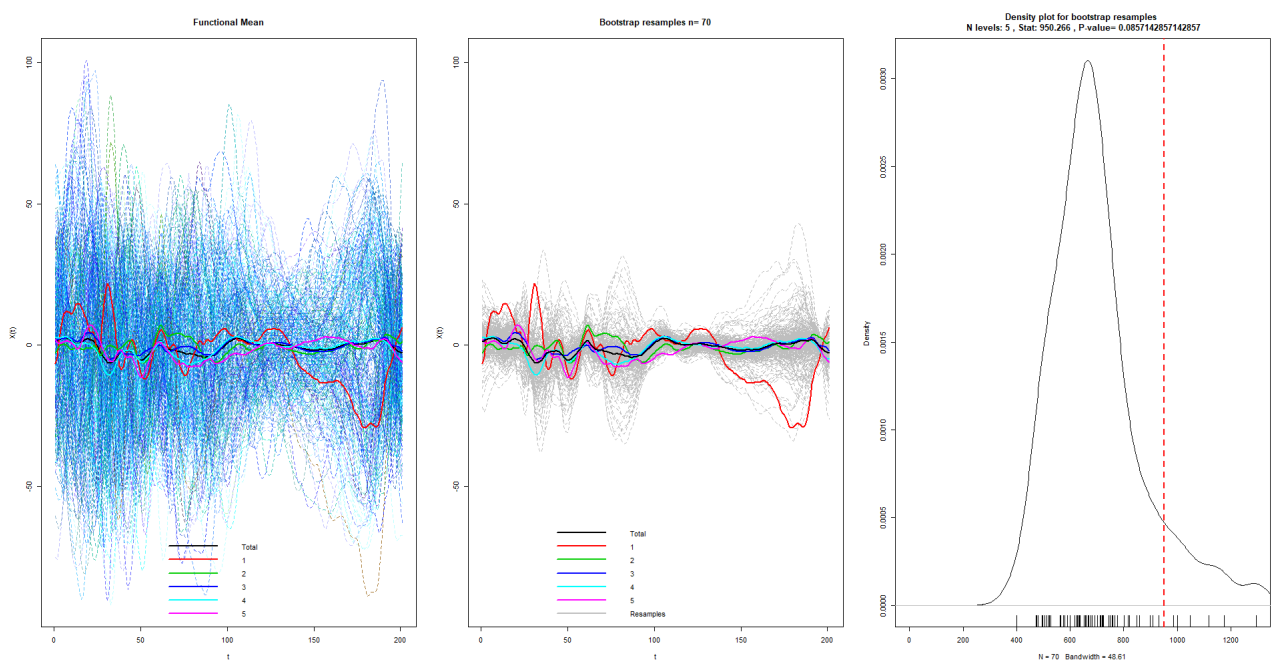 Functional Mean
X(t)
100
50
0
-50
0 50 100 150 200
t
Total
1
2
3
4
5
Bootstrap resamples n= 70
X(t)
100
50
0
-50
0 50 100 150 200
t
Total
1
2
3
4
5
Resamples
Density plot for bootstrap resamples
N levels: 5 , Stat: 950.266 , P-value= 0.0857142857142857
Density
0.0030
0.0025
0.0020
0.0015
0.0010
0.0005
0.0000
0 200 400 600 800 1000 1200
N = 70 Bandwidth = 48.61